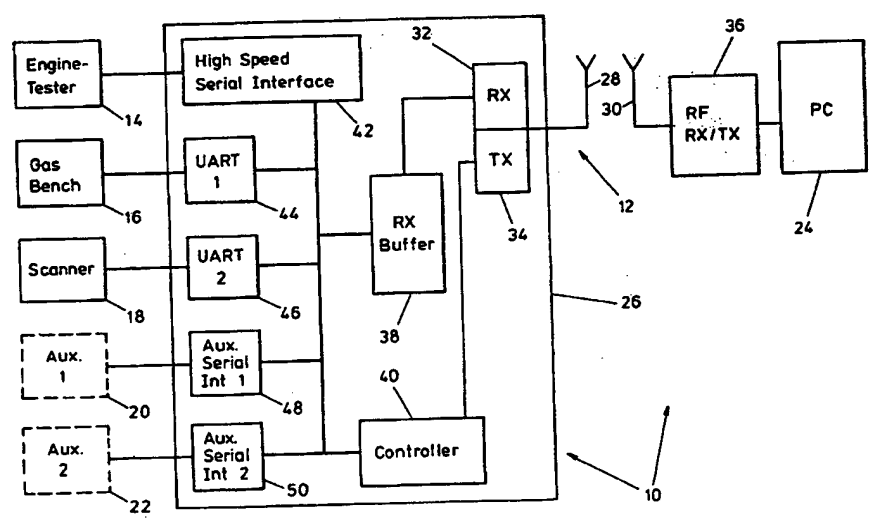 Engine-
Tester
14
High Speed
Serial Interface
42
32
RX
TX
34
28
30
12
36
RF
RX/TX
PC
24
Gas
Bench
16
UART
1
44
RX
Buffer
38
Scanner
18
UART
2
46
26
Aux.
1
20
Aux.
Serial
Int 1
48
40
Controller
Aux.
2
22
Aux.
Serial
Int 2
50
10